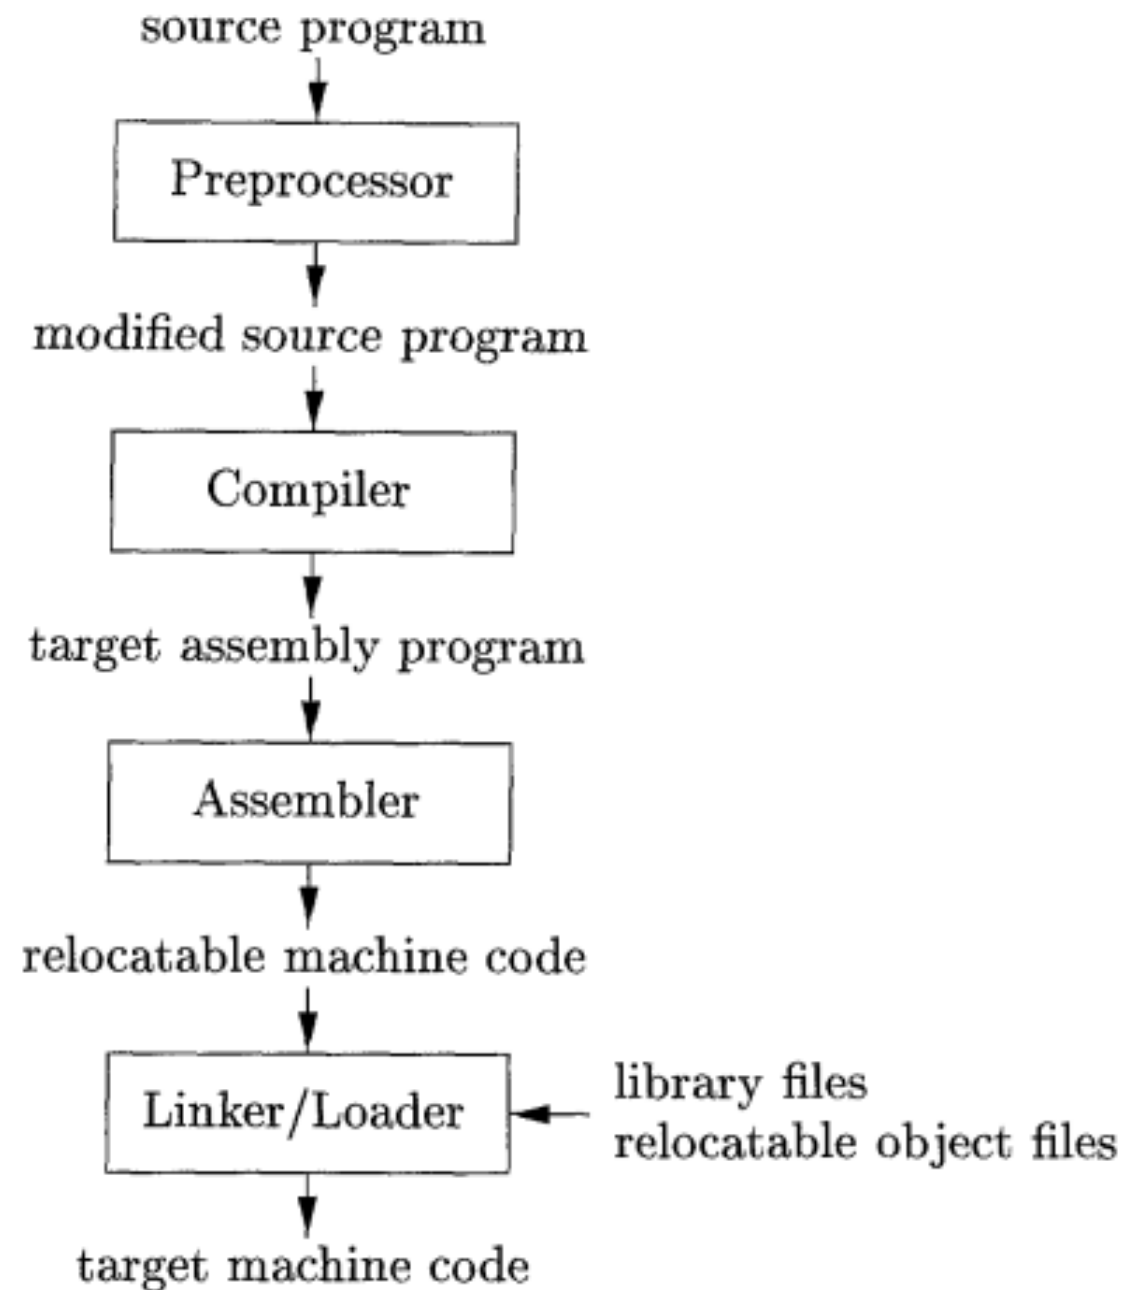 source program
Preprocessor
modified source program
Compiler
target assembly program
Assembler
relocatable machine code
Linker/Loader
library files
relocatable object files
target machine code